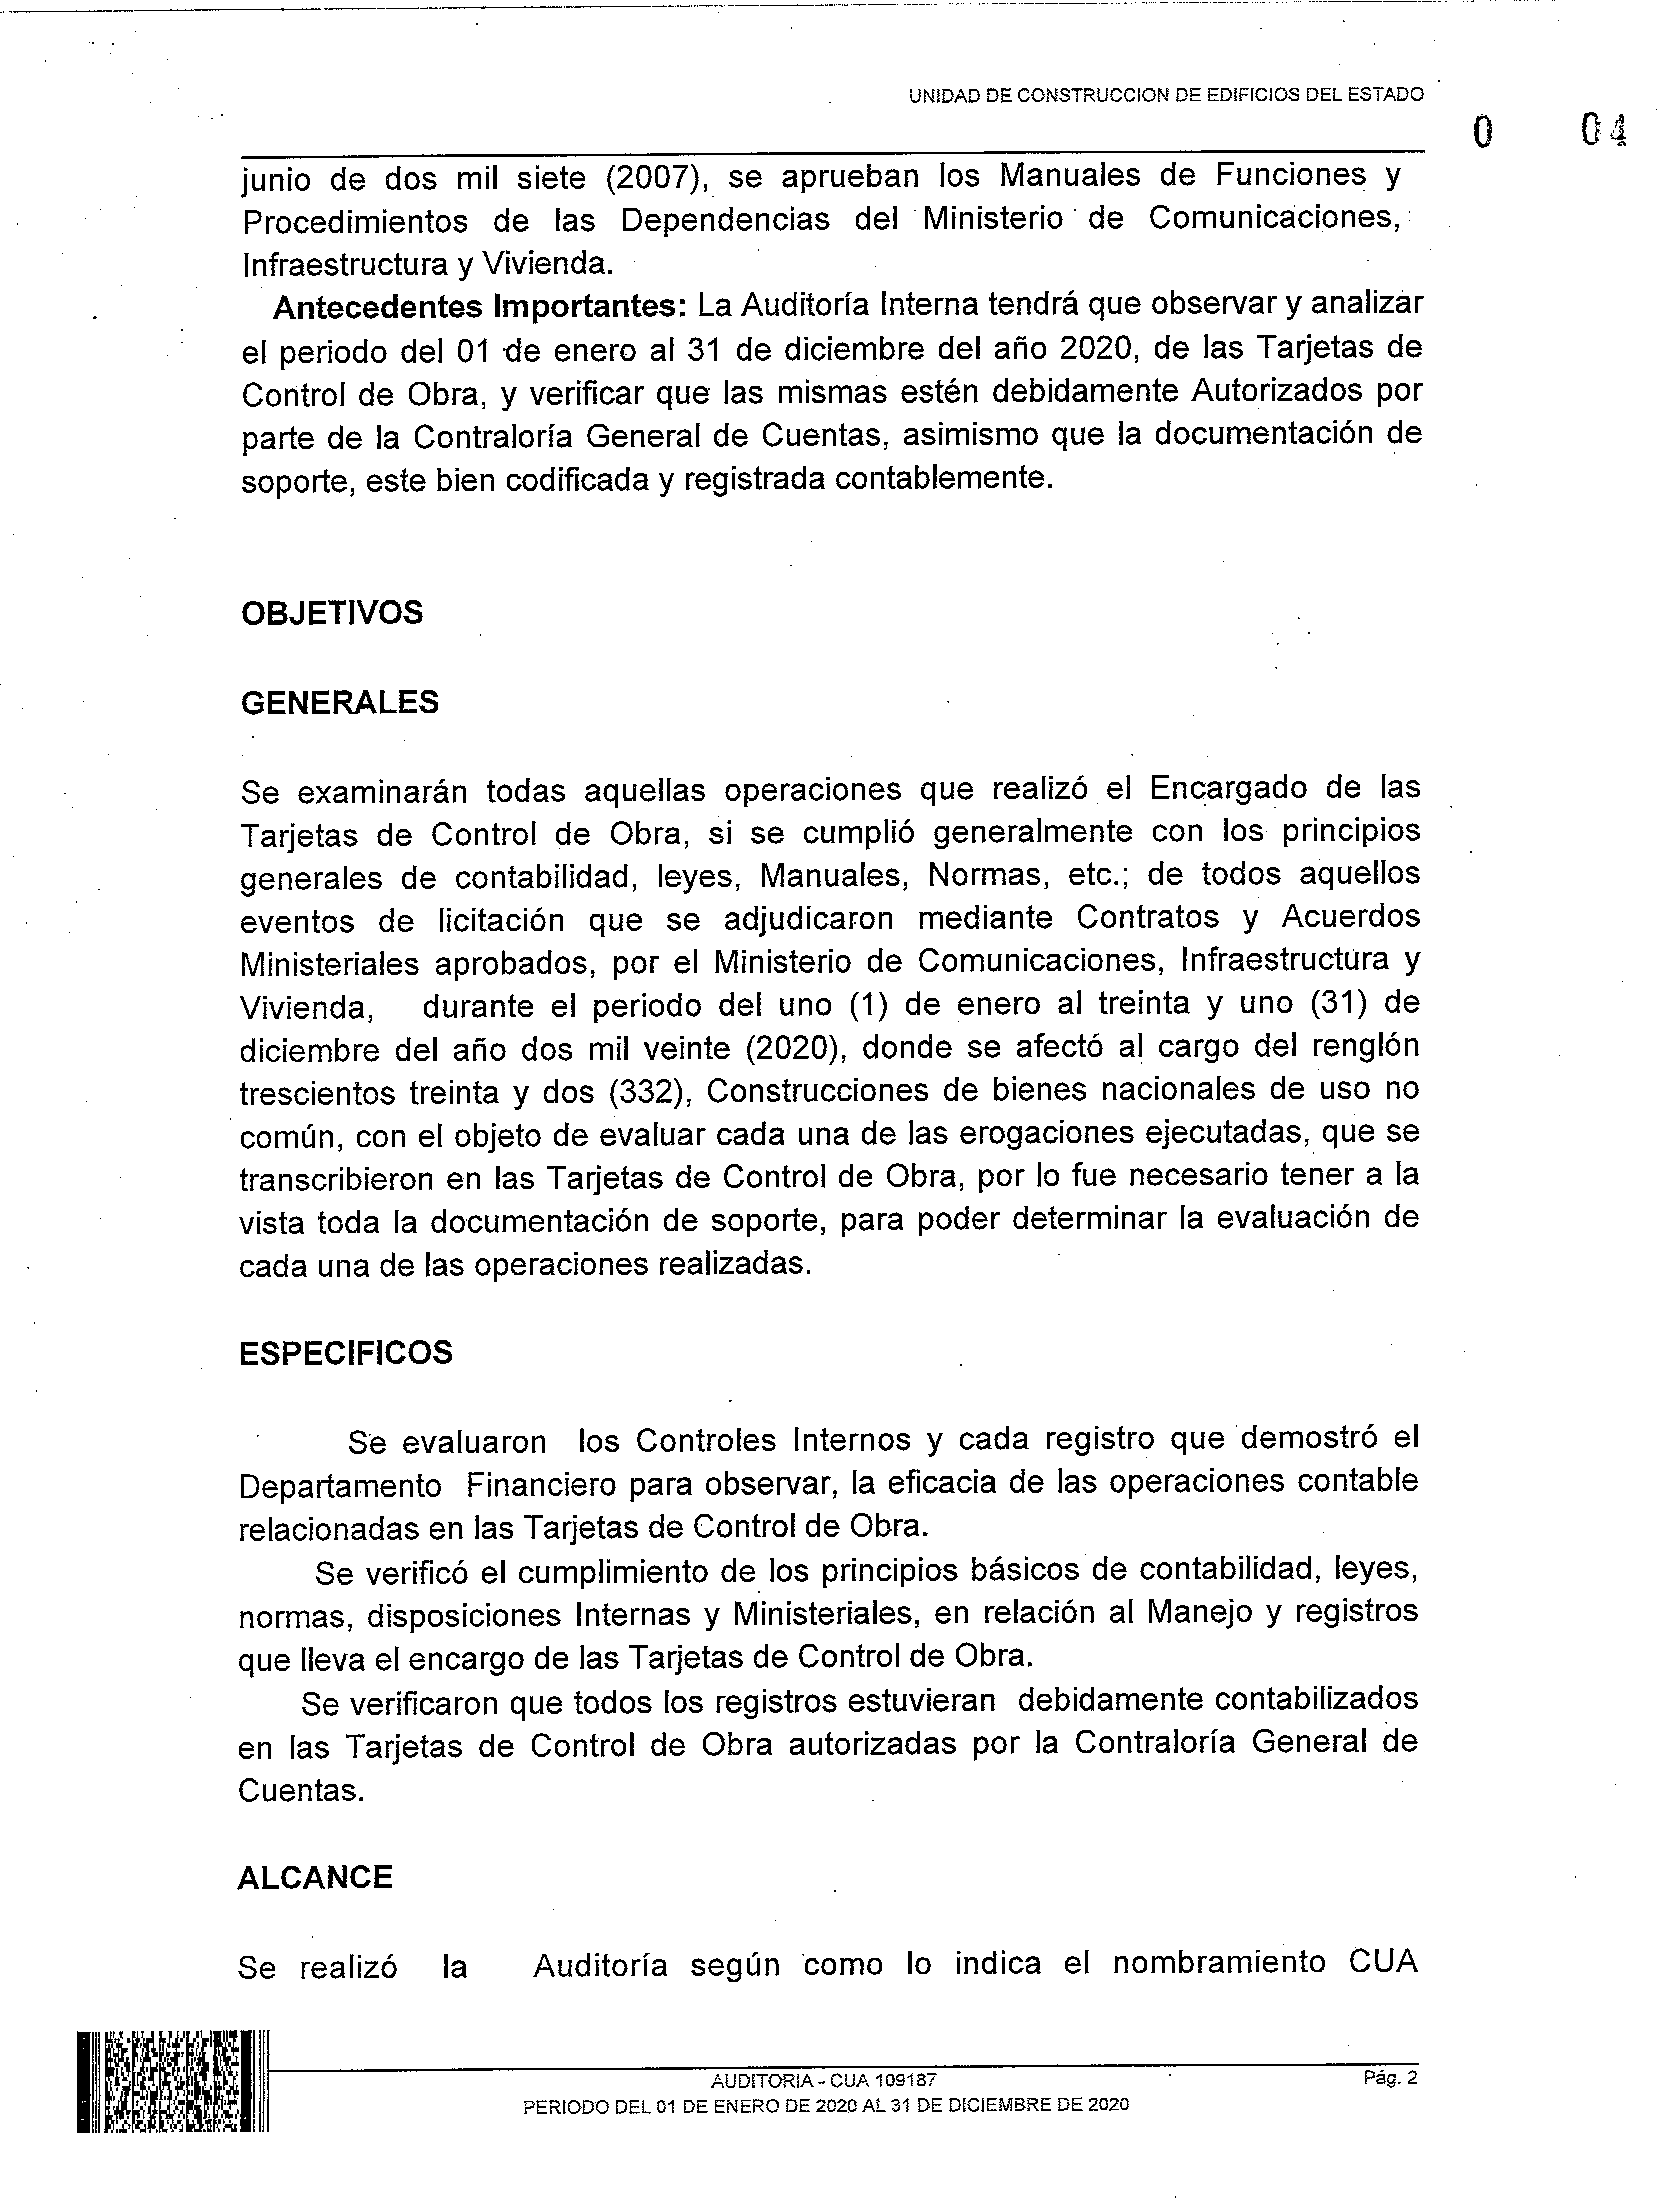 UNIDAD DE CONSTRUCCION DE EDIFICIOS DEL ESTADO
0 04
junio de dos mil siete (2007), se aprueban los Manuales de Funciones y
Procedimientos de las Dependencias del Ministerio de Comunicaciones,
Infraestructura y Vivienda.
Antecedentes Importantes: La Auditoría Interna tendrá que observar y analizar
el periodo del 01 de enero al 31 de diciembre del año 2020, de las Tarjetas de
Control de Obra, y verificar que las mismas estén debidamente Autorizados por
parte de la Contraloría General de Cuentas, asimismo que la documentación de
soporte, este bien codificada y registrada contablemente.
OBJETIVOS
GENERALES
Se examinarán todas aquellas operaciones que realizó el Encargado de las
Tarjetas de Control de Obra, si se cumplió generalmente con los principios
generales de contabilidad, leyes, Manuales, Normas, etc.; de todos aquellos
eventos de licitación que se adjudicaron mediante Contratos y Acuerdos
Ministeriales aprobados, por el Ministerio de Comunicaciones, Infraestructura y
Vivienda, durante el periodo del uno (1) de enero al treinta y uno (31) de
diciembre del año dos mil veinte (2020), donde se afectó al cargo del renglón
trescientos treinta y dos (332), Construcciones de bienes nacionales de uso no
común, con el objeto de evaluar cada una de las erogaciones ejecutadas, que se
transcribieron en las Tarjetas de Control de Obra, por lo fue necesario tener a la
vista toda la documentación de soporte, para poder determinar la evaluación de
cada una de las operaciones realizadas.
ESPECIFICOS
Se evaluaron los Controles Internos y cada registro que demostró el
Departamento Financiero para observar, la eficacia de las operaciones contable
relacionadas en las Tarjetas de Control de Obra.
Se verificó el cumplimiento de los principios básicos de contabilidad, leyes,
normas, disposiciones Internas y Ministeriales, en relación al Manejo y registros
que lleva el encargo de las Tarjetas de Control de Obra.
Se verificaron que todos los registros estuvieran debidamente contabilizados
en las Tarjetas de Control de Obra autorizadas por la Contraloría General de
Cuentas.
ALCANCE
Se realizó la Auditoría según como lo indica el nombramiento CUA
AUDITORIA - CUA 109187
Pág. 2
PERIODO DEL 01 DE ENERO DE 2020 AL 31 DE DICIEMBRE DE 2020